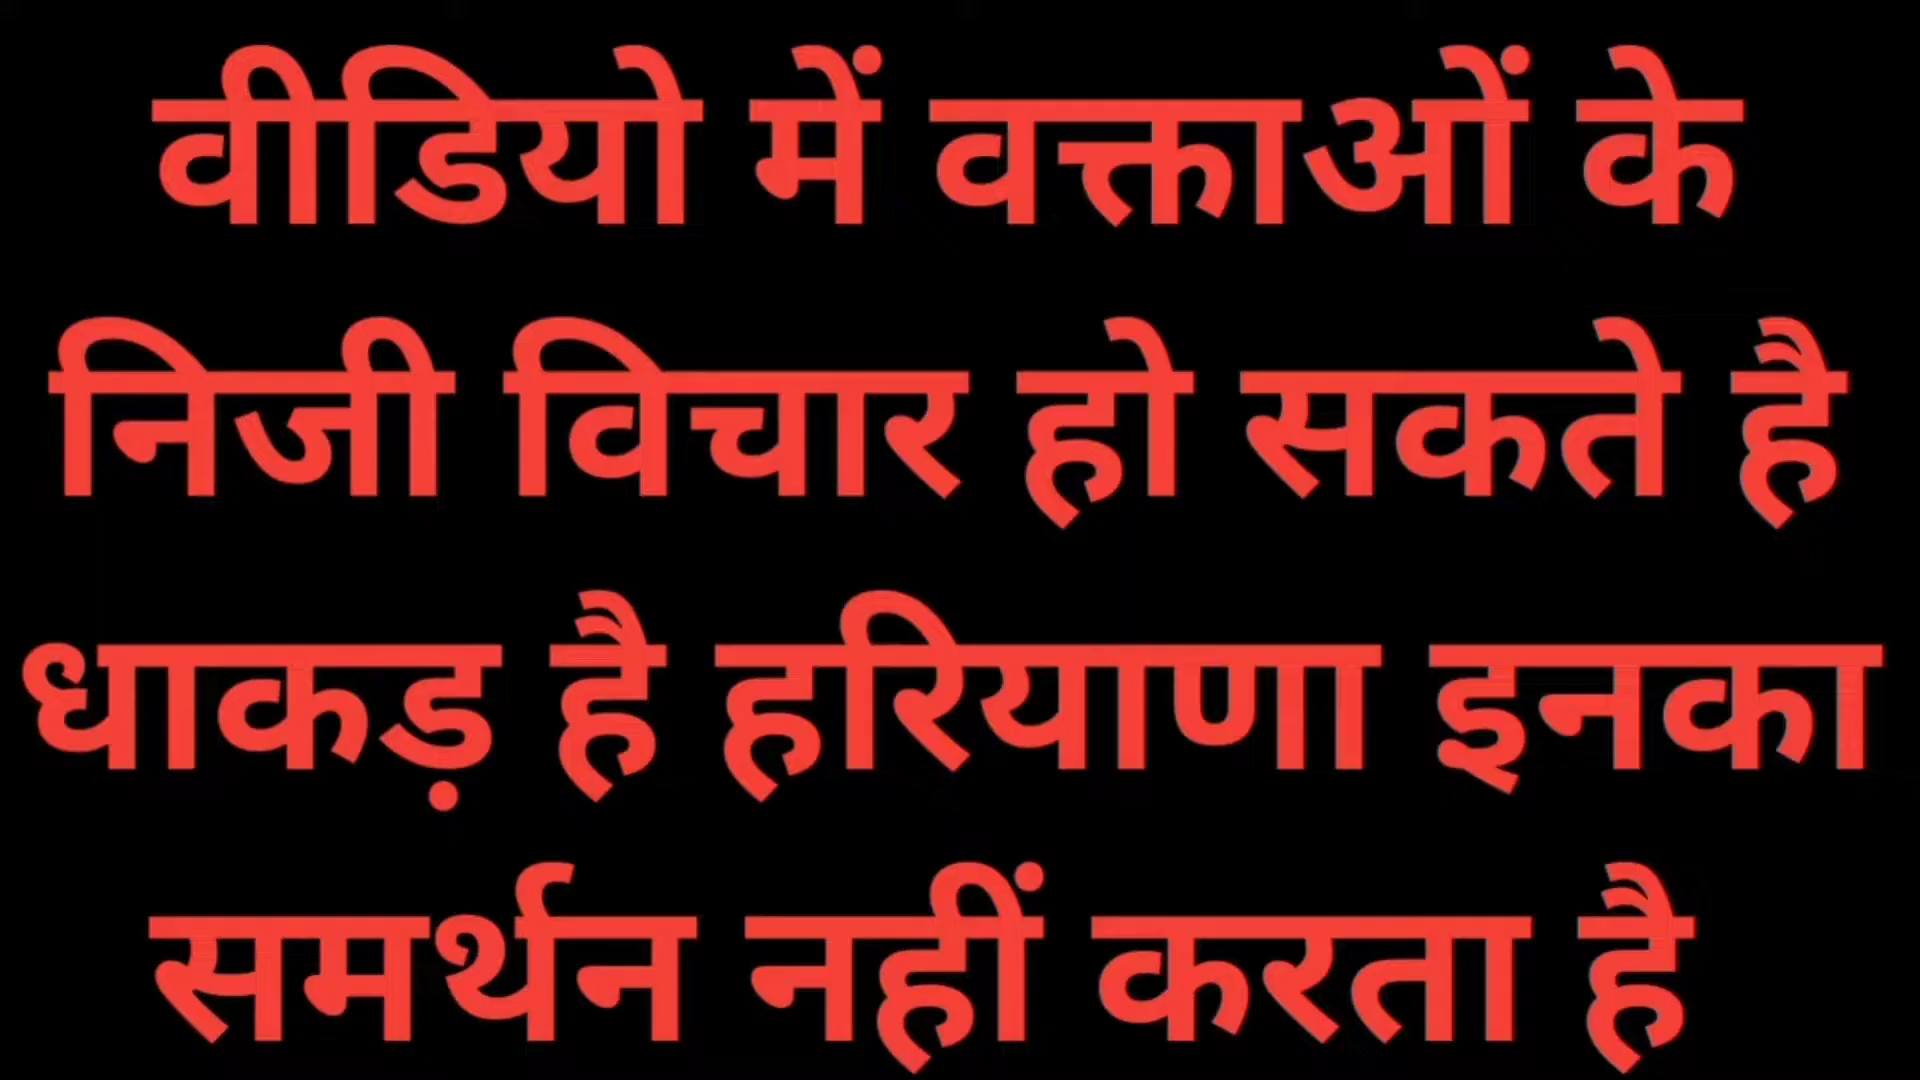 वीडियो में वक्ताओं के
निजी विचार हो सकते है
धाकड़ है हरियाणा इनका
समर्थन नहीं करता है